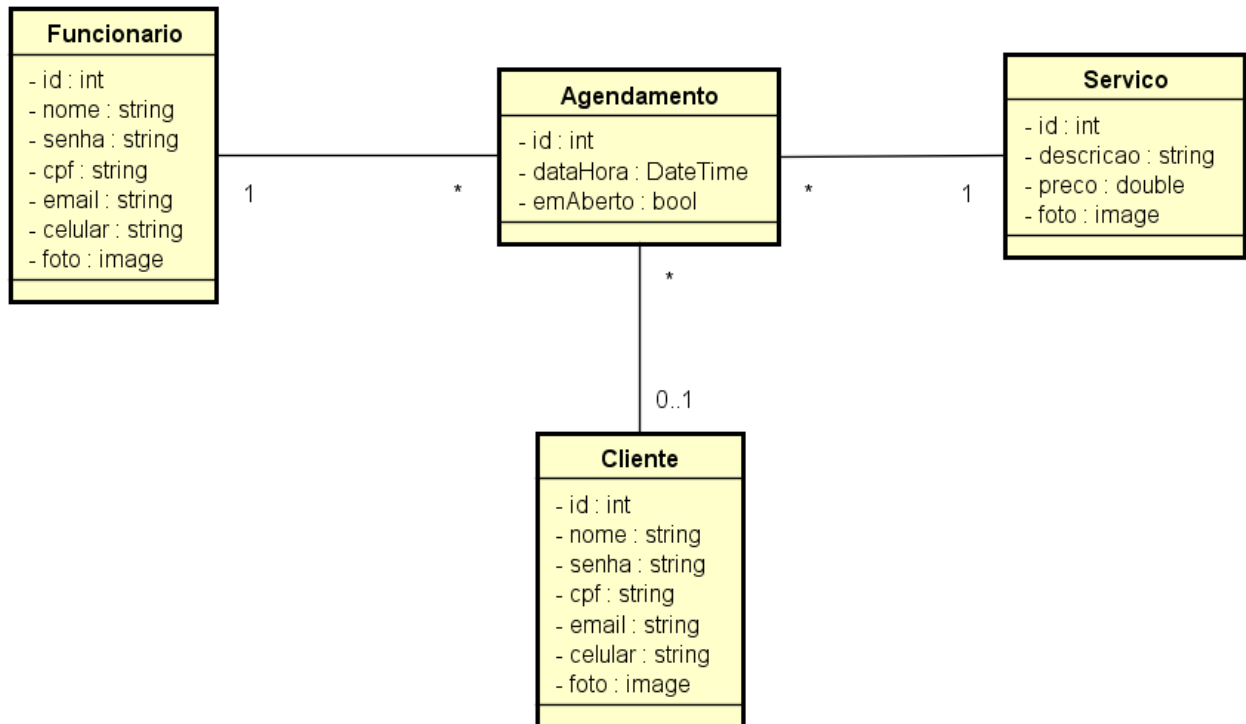 Funcionario
- id : int
- nome : string
- senha : string
- cpf : string
- email : string
- celular : string
- foto : image
1
*
Agendamento
- id : int
- dataHora : DateTime
- emAberto : bool
*
1
Servico
- id : int
- descricao : string
- preco : double
- foto : image
*
0..1
Cliente
- id : int
- nome : string
- senha : string
- cpf : string
- email : string
- celular : string
- foto : image